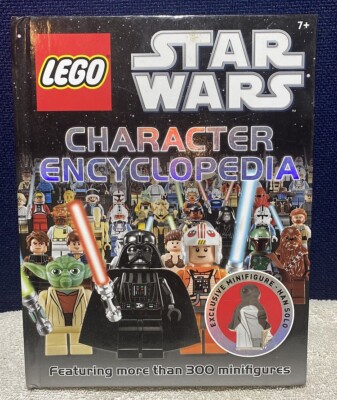 7+
LEGO
STAR
WARS
CHARACTER
ENCYCLOPEDIA
EXCLUSIVE MINIFIGURE · HAN SOLO
Featuring more than 300 minifigures